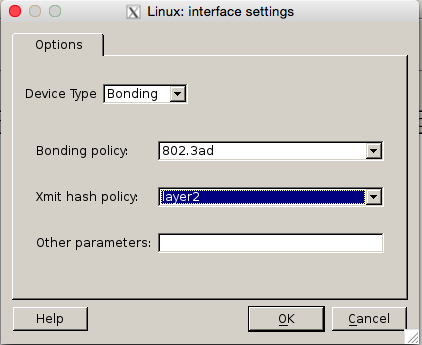 Linux: interface settings
Options
Device Type Bonding
Bonding policy: 802.3ad
Xmit hash policy: layer2
Other parameters:
Help OK Cancel